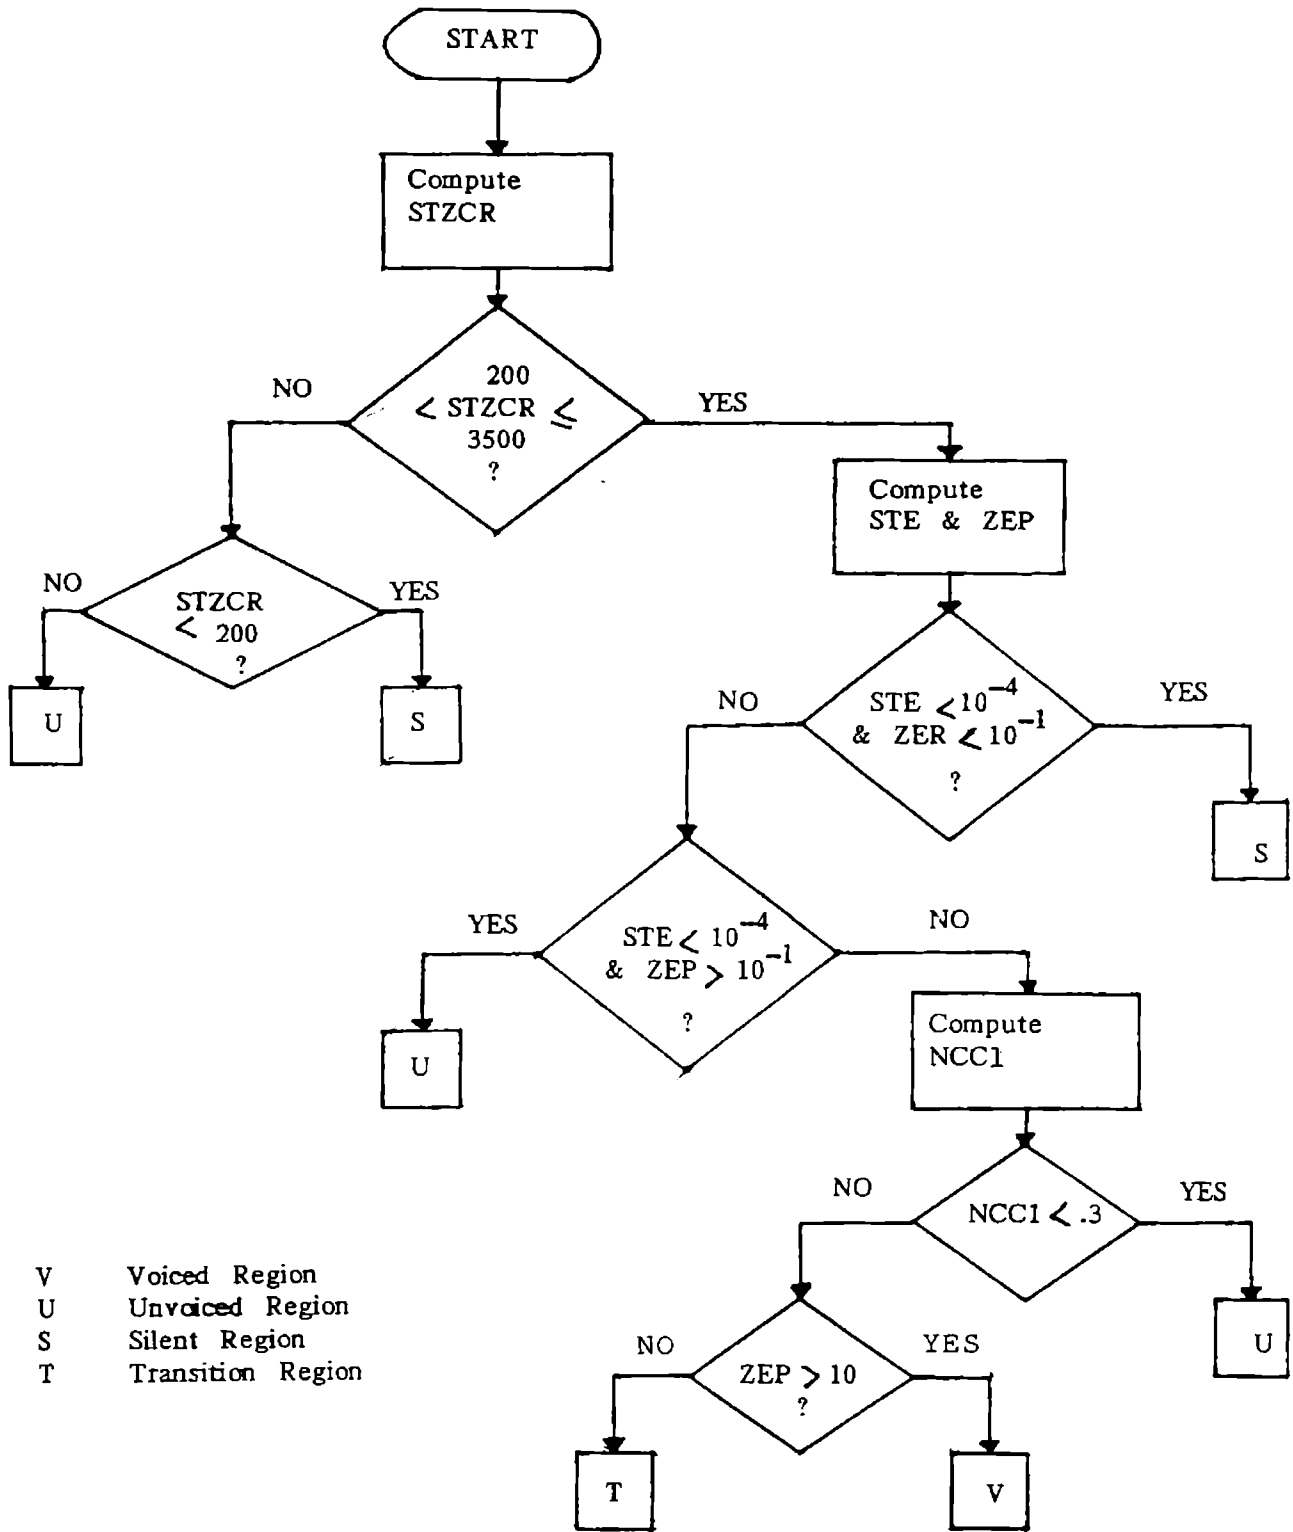 START
Compute
STZCR
200
< STZCR ≤
3500
?
NO
YES
Compute
STE & ZEP
STZCR
< 200
?
NO
YES
U
S
STE < 10^-4
& ZER < 10^-1
?
NO
YES
S
STE < 10^-4
& ZEP > 10^-1
?
YES
NO
U
Compute
NCC1
NCC1 < .3
NO
YES
U
ZEP > 10
?
NO
YES
T
V
V Voiced Region
U Unvoiced Region
S Silent Region
T Transition Region